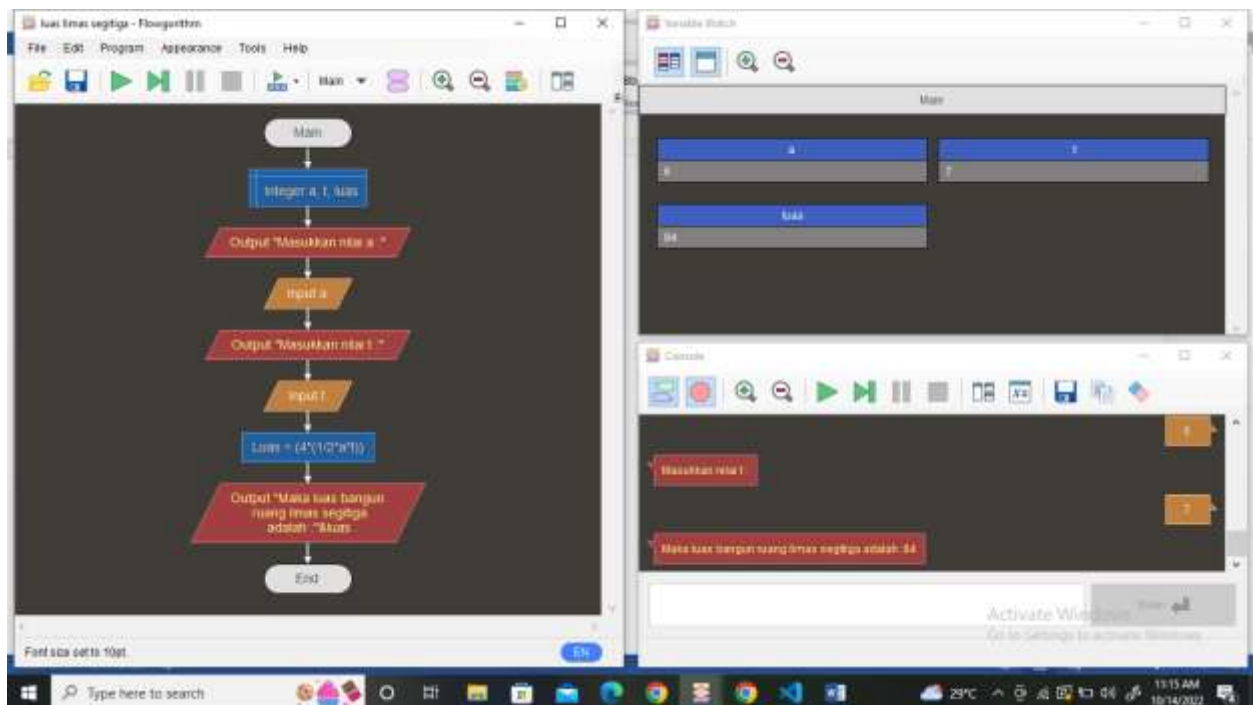 luas limas segitiga - Flowgorithm
File Edit Program Appearance Tools Help
Main
Main
Integer a, t, luas
Output "Masukkan nilai a :"
Input a
Output "Masukkan nilai t :"
Input t
Luas = (4*(1/2*a*t))
Output "Maka luas bangun
ruang limas segitiga
adalah :"&luas
End
Font size set to 10pt.
EN
Variable Watch
Main
a
t
7
luas
84
Console
Masukkan nilai t
7
Maka luas bangun ruang limas segitiga adalah :84
Enter
Activate Windows
Go to Settings to activate Windows.
Type here to search
29°C
11:15 AM
10/14/2022